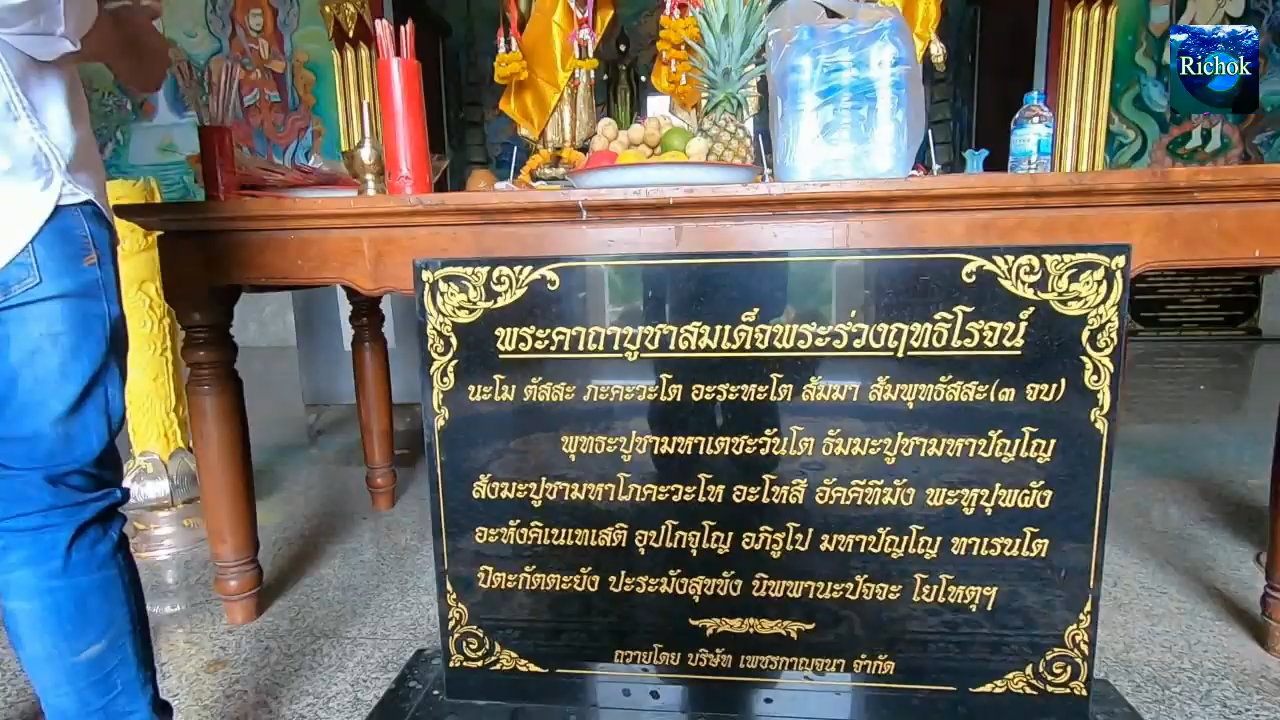 Richok
พระคาถาบูชาสมเด็จพระร่วงฤทธิโรจน์
นะโม ตัสสะ ภะคะวะโต อะระหะโต สัมมา สัมพุทธัสสะ(๓ จบ)
พุทธะปูชามหาเตชะวันโต ธัมมะปูชามหาปัญโญ
สังฆะปูชามหาโภคะวะโห อะโหสี อัคคีทีมัง พะหูปุพผัง
อะหังคิเนเทเสติ อุปโกจุโญ อภิรูโป มหาปัญโญ ทาเรนโต
ปิตะกัตตะยัง ปะระมังสุขขัง นิพพานะปัจจะ โยโหตุฯ
ถวายโดย บริษัท เพชรกาญจนา จำกัด